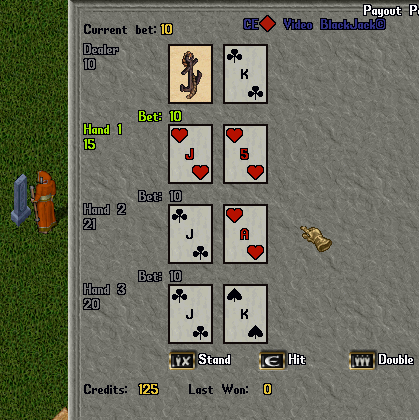 Payout P
Current bet: 10
CE Video BlackJack©
Dealer
10
K
Bet: 10
Hand 1
15
J
5
Bet: 10
Hand 2
21
J
A
Bet: 10
Hand 3
20
J
K
Stand
Hit
Double
Credits: 125 Last Won: 0